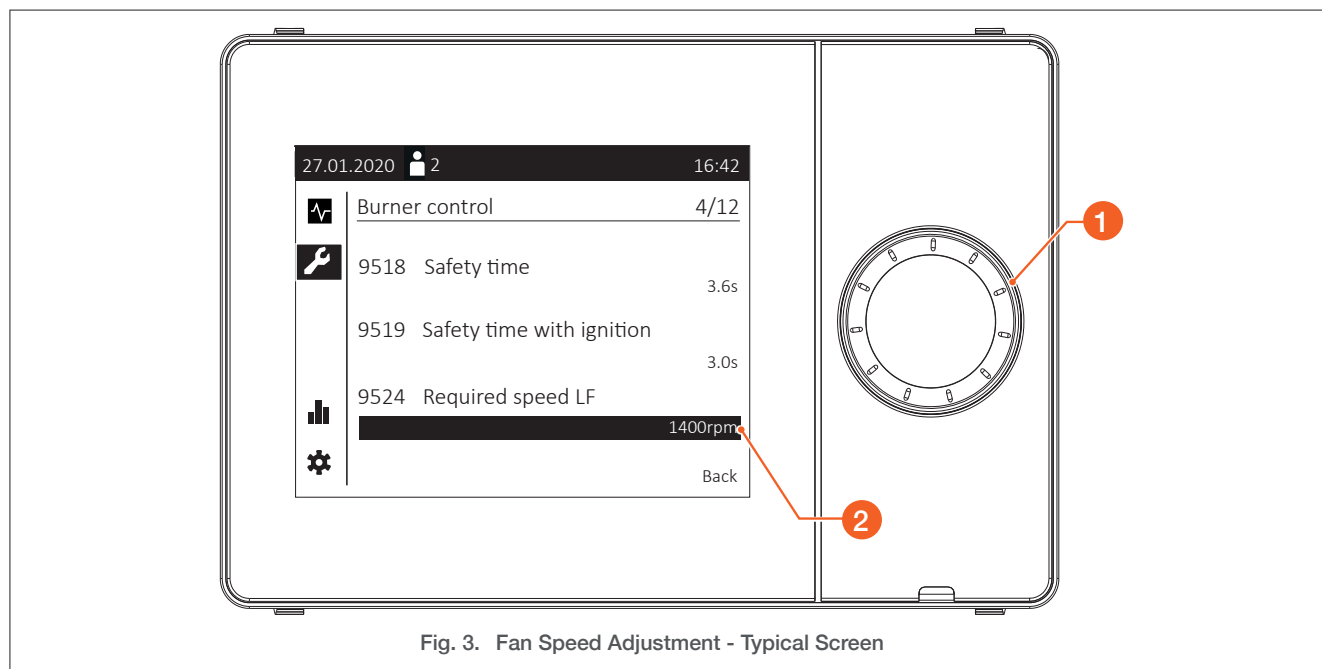 27.01.2020 2 16:42
Burner control 4/12
9518 Safety time
3.6s
9519 Safety time with ignition
3.0s
9524 Required speed LF
1400rpm
Back
1
2
Fig. 3. Fan Speed Adjustment - Typical Screen